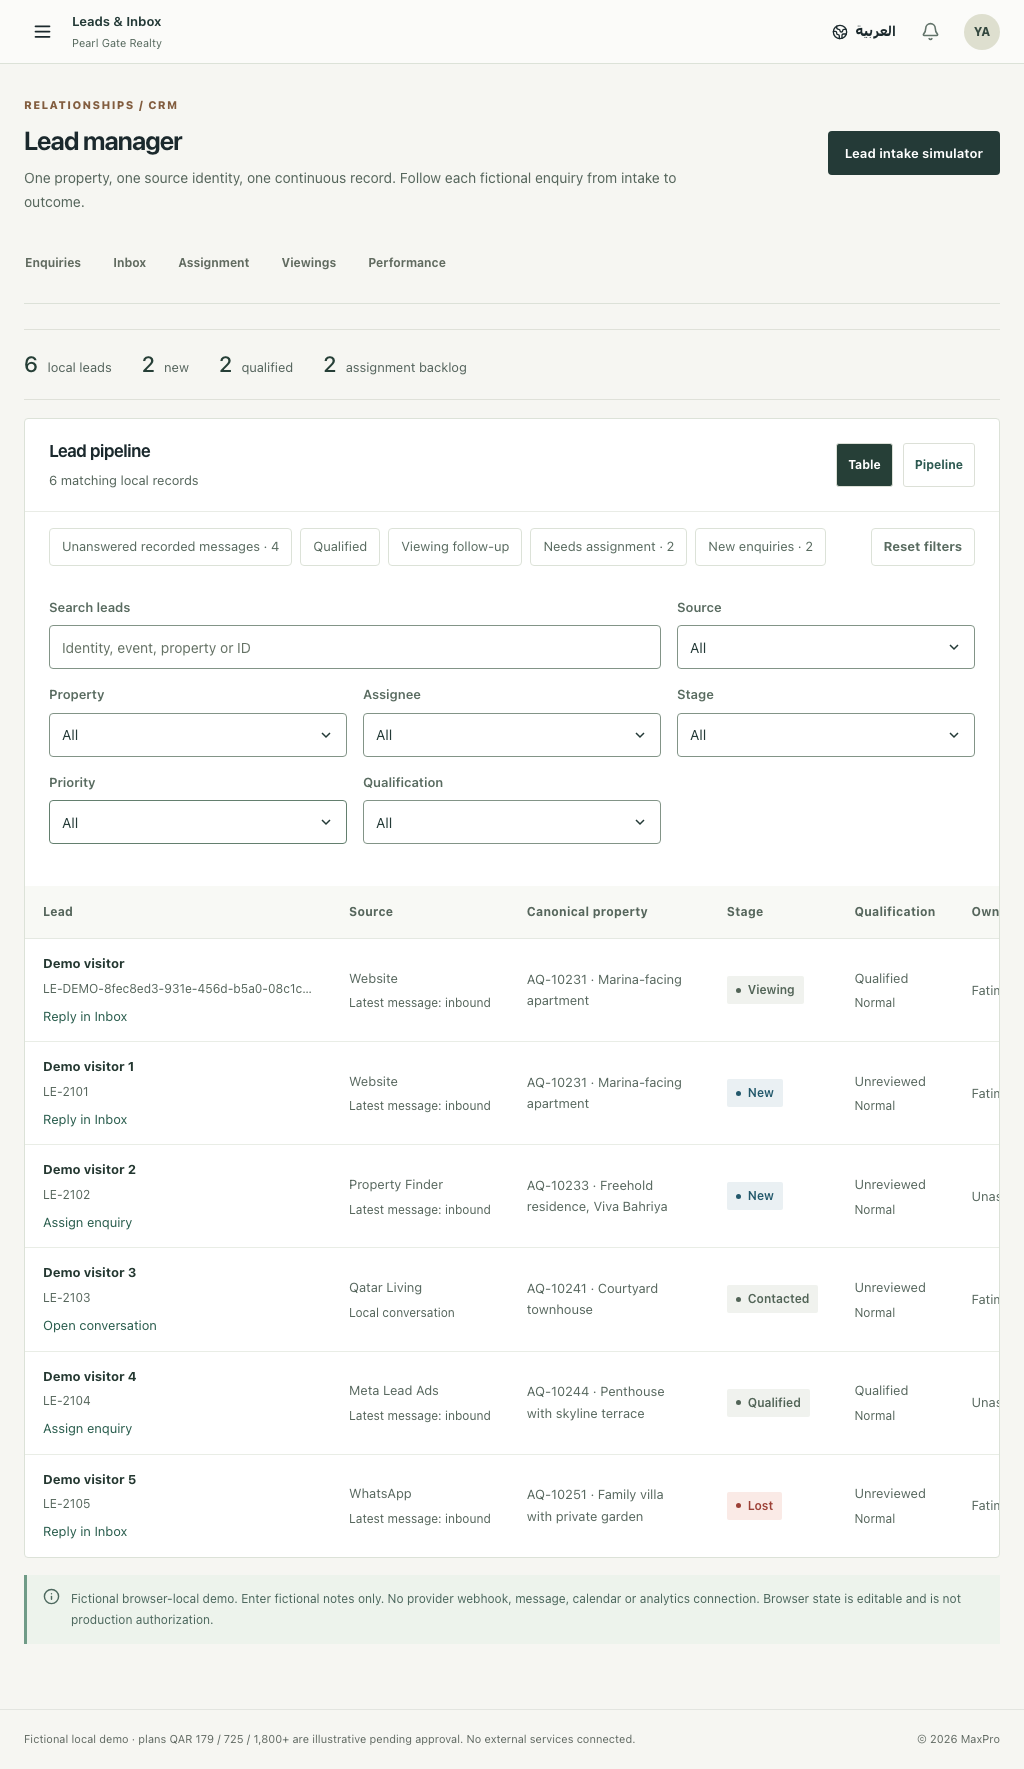 Leads & Inbox
Pearl Gate Realty
العربية
YA
RELATIONSHIPS / CRM
Lead manager
Lead intake simulator
One property, one source identity, one continuous record. Follow each fictional enquiry from intake to
outcome.
Enquiries Inbox Assignment Viewings Performance
6 local leads 2 new 2 qualified 2 assignment backlog
Lead pipeline
6 matching local records
Table Pipeline
Unanswered recorded messages · 4 Qualified Viewing follow-up Needs assignment · 2 New enquiries · 2 Reset filters
Search leads Source
Identity, event, property or ID All
Property Assignee Stage
All All All
Priority Qualification
All All
Lead Source Canonical property Stage Qualification Own
Demo visitor
LE-DEMO-8fec8ed3-931e-456d-b5a0-08c1c...
Reply in Inbox
Website
Latest message: inbound
AQ-10231 · Marina-facing
apartment
Viewing
Qualified
Normal
Fatin
Demo visitor 1
LE-2101
Reply in Inbox
Website
Latest message: inbound
AQ-10231 · Marina-facing
apartment
New
Unreviewed
Normal
Fatin
Demo visitor 2
LE-2102
Assign enquiry
Property Finder
Latest message: inbound
AQ-10233 · Freehold
residence, Viva Bahriya
New
Unreviewed
Normal
Unas
Demo visitor 3
LE-2103
Open conversation
Qatar Living
Local conversation
AQ-10241 · Courtyard
townhouse
Contacted
Unreviewed
Normal
Fatin
Demo visitor 4
LE-2104
Assign enquiry
Meta Lead Ads
Latest message: inbound
AQ-10244 · Penthouse
with skyline terrace
Qualified
Qualified
Normal
Unas
Demo visitor 5
LE-2105
Reply in Inbox
WhatsApp
Latest message: inbound
AQ-10251 · Family villa
with private garden
Lost
Unreviewed
Normal
Fatin
Fictional browser-local demo. Enter fictional notes only. No provider webhook, message, calendar or analytics connection. Browser state is editable and is not
production authorization.
Fictional local demo · plans QAR 179 / 725 / 1,800+ are illustrative pending approval. No external services connected.
© 2026 MaxPro